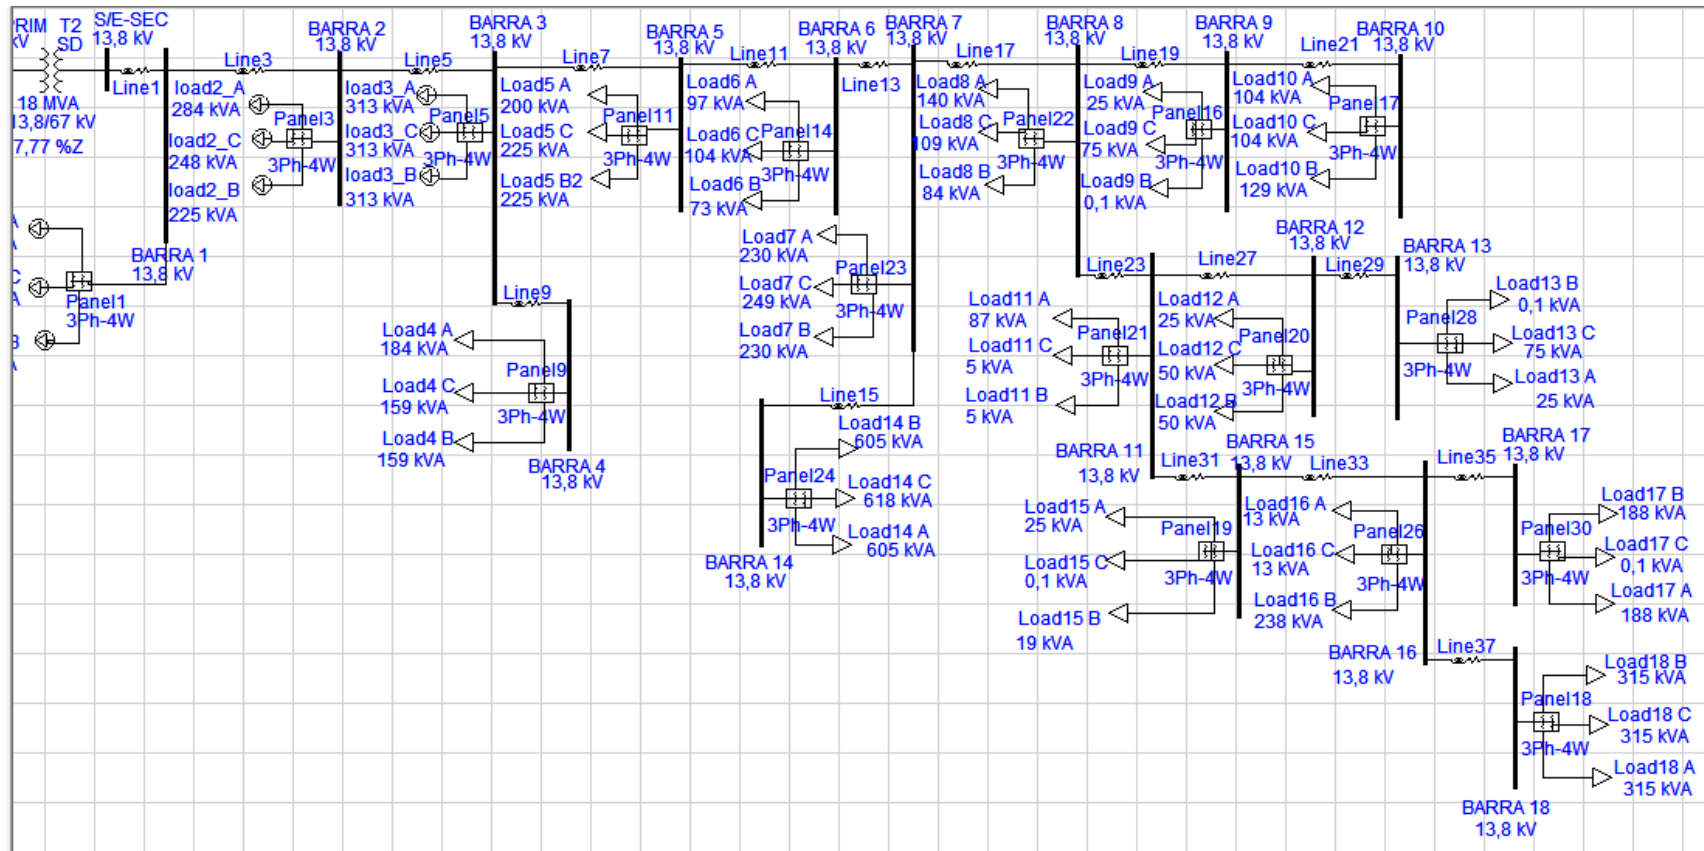 T2
SD
18 MVA
13,8/67 kV
7,77 %Z
S/E-SEC
13,8 kV
Line1
BARRA 1
13,8 kV
Panel1
3Ph-4W
Line3
load2_A
284 kVA
load2_C
248 kVA
load2_B
225 kVA
Panel3
3Ph-4W
BARRA 2
13,8 kV
Line5
load3_A
313 kVA
load3_C
313 kVA
load3_B
313 kVA
Panel5
3Ph-4W
BARRA 3
13,8 kV
Line7
Load5 A
200 kVA
Load5 C
225 kVA
Load5 B2
225 kVA
Panel11
3Ph-4W
BARRA 5
13,8 kV
Line11
Load6 A
97 kVA
Load6 C
104 kVA
Load6 B
73 kVA
Panel14
3Ph-4W
BARRA 6
13,8 kV
Line13
BARRA 7
13,8 kV
Line17
Load8 A
140 kVA
Load8 C
109 kVA
Load8 B
84 kVA
Panel22
3Ph-4W
BARRA 8
13,8 kV
Line19
Load9 A
25 kVA
Load9 C
75 kVA
Load9 B
0,1 kVA
Panel16
3Ph-4W
BARRA 9
13,8 kV
Line21
Load10 A
104 kVA
Load10 C
104 kVA
Load10 B
129 kVA
Panel17
3Ph-4W
BARRA 10
13,8 kV
Line9
Load4 A
184 kVA
Load4 C
159 kVA
Load4 B
159 kVA
Panel9
3Ph-4W
BARRA 4
13,8 kV
Load7 A
230 kVA
Load7 C
249 kVA
Load7 B
230 kVA
Panel23
3Ph-4W
Line15
Load14 B
605 kVA
Load14 C
618 kVA
Load14 A
605 kVA
Panel24
3Ph-4W
BARRA 14
13,8 kV
Line23
Load11 A
87 kVA
Load11 C
5 kVA
Load11 B
5 kVA
Panel21
3Ph-4W
BARRA 11
13,8 kV
Line27
Load12 A
25 kVA
Load12 C
50 kVA
Load12 B
50 kVA
Panel20
3Ph-4W
BARRA 12
13,8 kV
Line29
BARRA 13
13,8 kV
Load13 B
0,1 kVA
Load13 C
75 kVA
Load13 A
25 kVA
Panel28
3Ph-4W
Line31
BARRA 15
13,8 kV
Load15 A
25 kVA
Load15 C
0,1 kVA
Load15 B
19 kVA
Panel19
3Ph-4W
Line33
Load16 A
13 kVA
Load16 C
13 kVA
Load16 B
238 kVA
Panel26
3Ph-4W
BARRA 16
13,8 kV
Line35
BARRA 17
13,8 kV
Load17 B
188 kVA
Load17 C
0,1 kVA
Load17 A
188 kVA
Panel30
3Ph-4W
Line37
Load18 B
315 kVA
Load18 C
315 kVA
Load18 A
315 kVA
Panel18
3Ph-4W
BARRA 18
13,8 kV